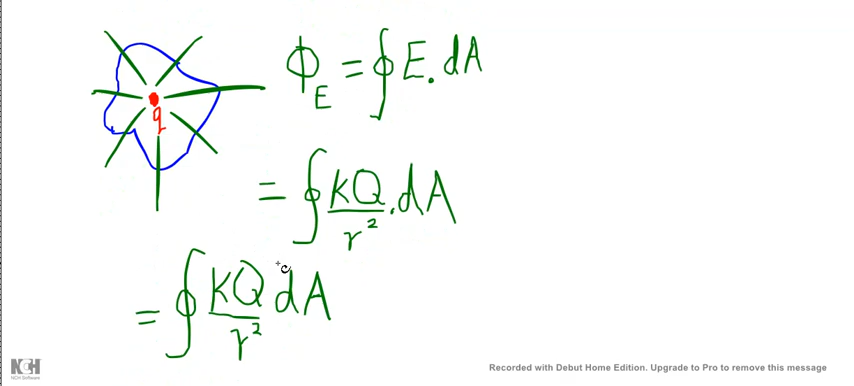 q
Φ_E = ∮ E . dA
= ∮ kQ/r² . dA
= ∮ kQ/r² dA
NCH
NCH Software
Recorded with Debut Home Edition. Upgrade to Pro to remove this message